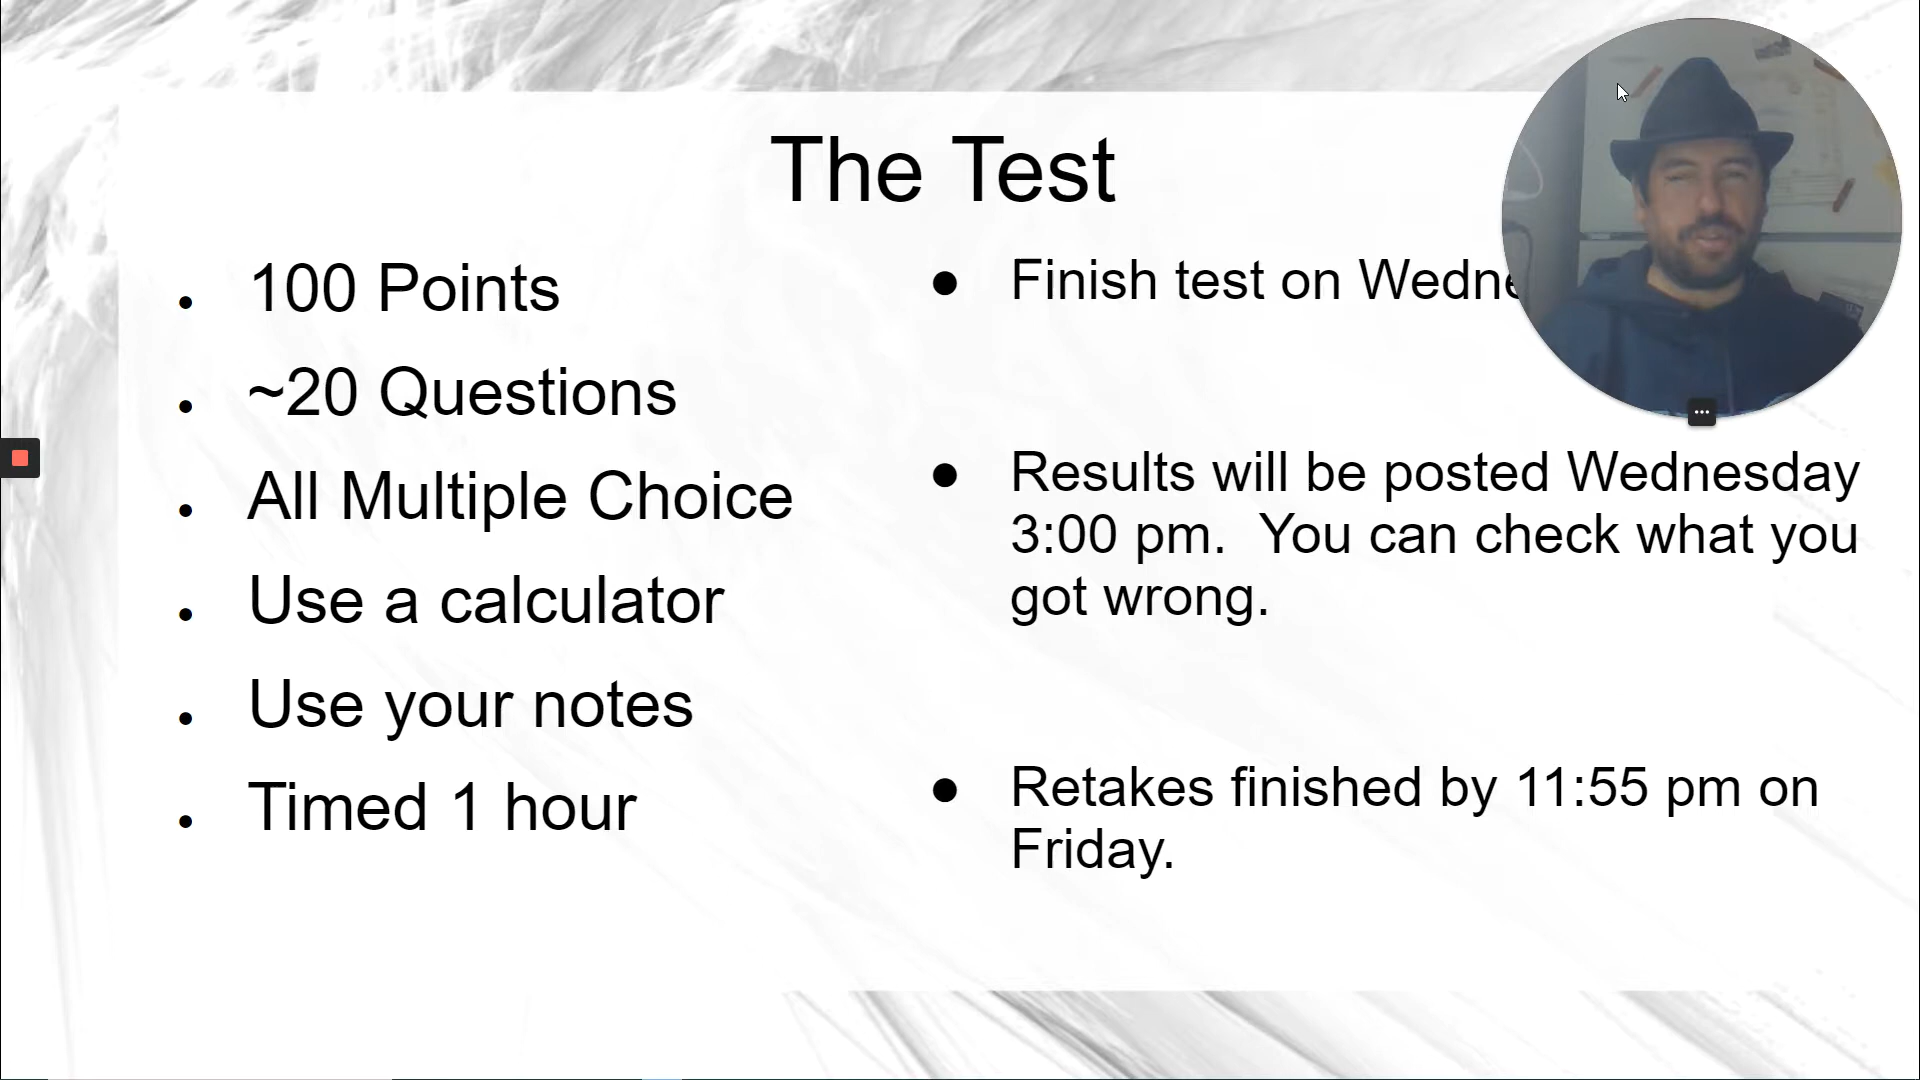 The Test
100 Points
~20 Questions
All Multiple Choice
Use a calculator
Use your notes
Timed 1 hour
Finish test on
Results will be posted Wednesday
3:00 pm.  You can check what you
got wrong.
Retakes finished by 11:55 pm on
Friday.